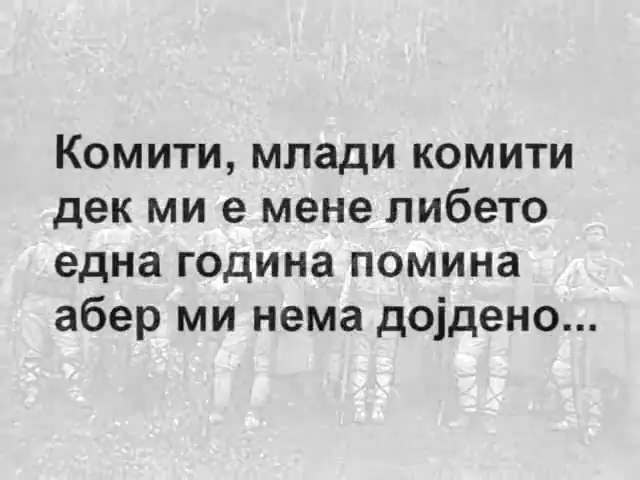 Комити, млади комити
дек ми е мене либето
една година помина
абер ми нема дојдено...